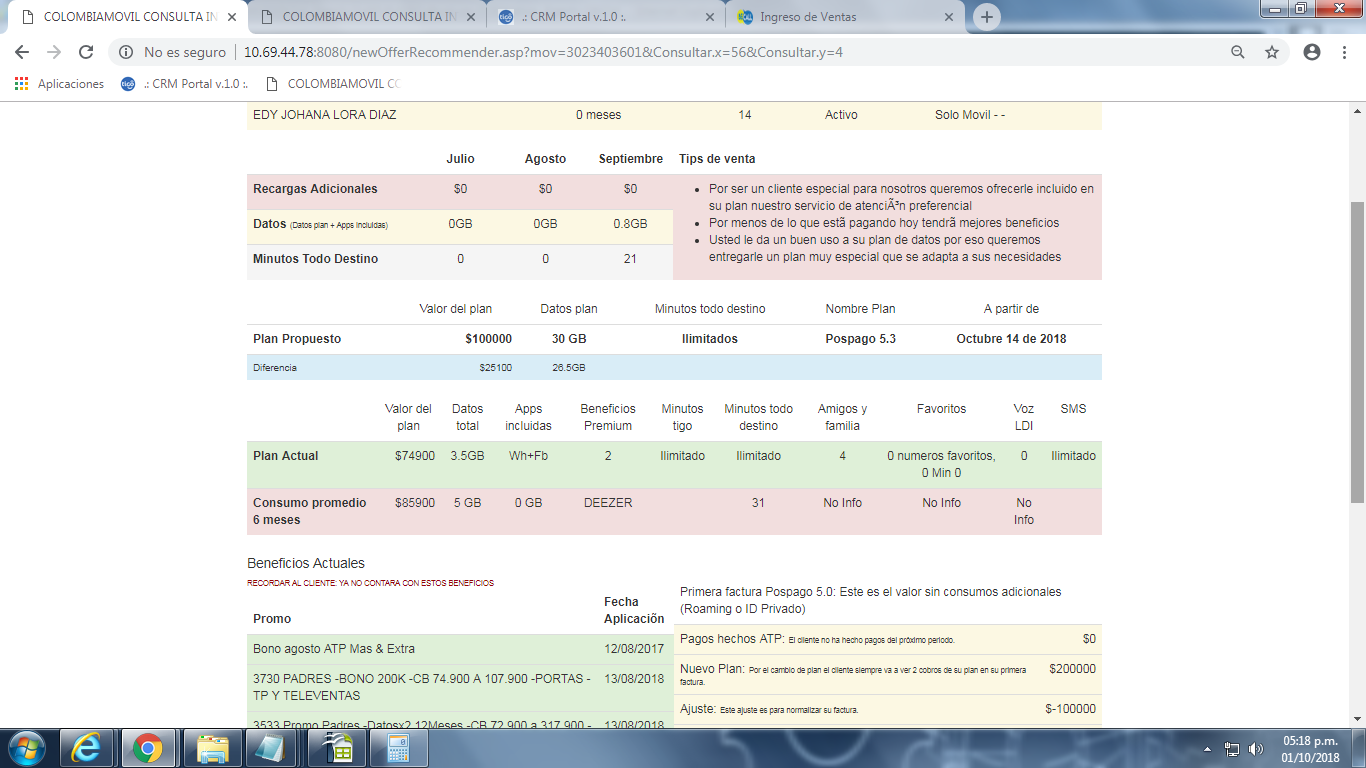 COLOMBIAMOVIL CONSULTA IN
COLOMBIAMOVIL CONSULTA IN
.: CRM Portal v.1.0 :.
Ingreso de Ventas
No es seguro
10.69.44.78:8080/newOfferRecommender.asp?mov=3023403601&Consultar.x=56&Consultar.y=4
Aplicaciones
.: CRM Portal v.1.0 :.
COLOMBIAMOVIL CO
EDY JOHANA LORA DIAZ 0 meses 14 Activo Solo Movil - -
Julio Agosto Septiembre Tips de venta
Recargas Adicionales $0 $0 $0
Datos (Datos plan + Apps incluidas) 0GB 0GB 0.8GB
Minutos Todo Destino 0 0 21
• Por ser un cliente especial para nosotros queremos ofrecerle incluido en
su plan nuestro servicio de atenciÃ³n preferencial
• Por menos de lo que estã pagando hoy tendrã mejores beneficios
• Usted le da un buen uso a su plan de datos por eso queremos
entregarle un plan muy especial que se adapta a sus necesidades
Valor del plan Datos plan Minutos todo destino Nombre Plan A partir de
Plan Propuesto $100000 30 GB Ilimitados Pospago 5.3 Octubre 14 de 2018
Diferencia $25100 26.5GB
Valor del Datos Apps Beneficios Minutos Minutos todo Amigos y Favoritos Voz SMS
plan total incluidas Premium tigo destino familia LDI
Plan Actual $74900 3.5GB Wh+Fb 2 Ilimitado Ilimitado 4 0 numeros favoritos, 0 Ilimitado
0 Min 0
Consumo promedio $85900 5 GB 0 GB DEEZER 31 No Info No Info No
6 meses Info
Beneficios Actuales
RECORDAR AL CLIENTE: YA NO CONTARA CON ESTOS BENEFICIOS
Fecha
Promo Aplicación
Bono agosto ATP Mas & Extra 12/08/2017
3730 PADRES -BONO 200K -CB 74.900 A 107.900 -PORTAS - 13/08/2018
TP Y TELEVENTAS
3533 Promo Padres -Datosx2 12Meses -CB 72.900 a 317.900 - 13/08/2018
Primera factura Pospago 5.0: Este es el valor sin consumos adicionales
(Roaming o ID Privado)
Pagos hechos ATP: El cliente no ha hecho pagos del próximo periodo. $0
Nuevo Plan: Por el cambio de plan el cliente siempre va a ver 2 cobros de su plan en su primera $200000
factura.
Ajuste: Este ajuste es para normalizar su factura. $-100000
05:18 p.m.
01/10/2018